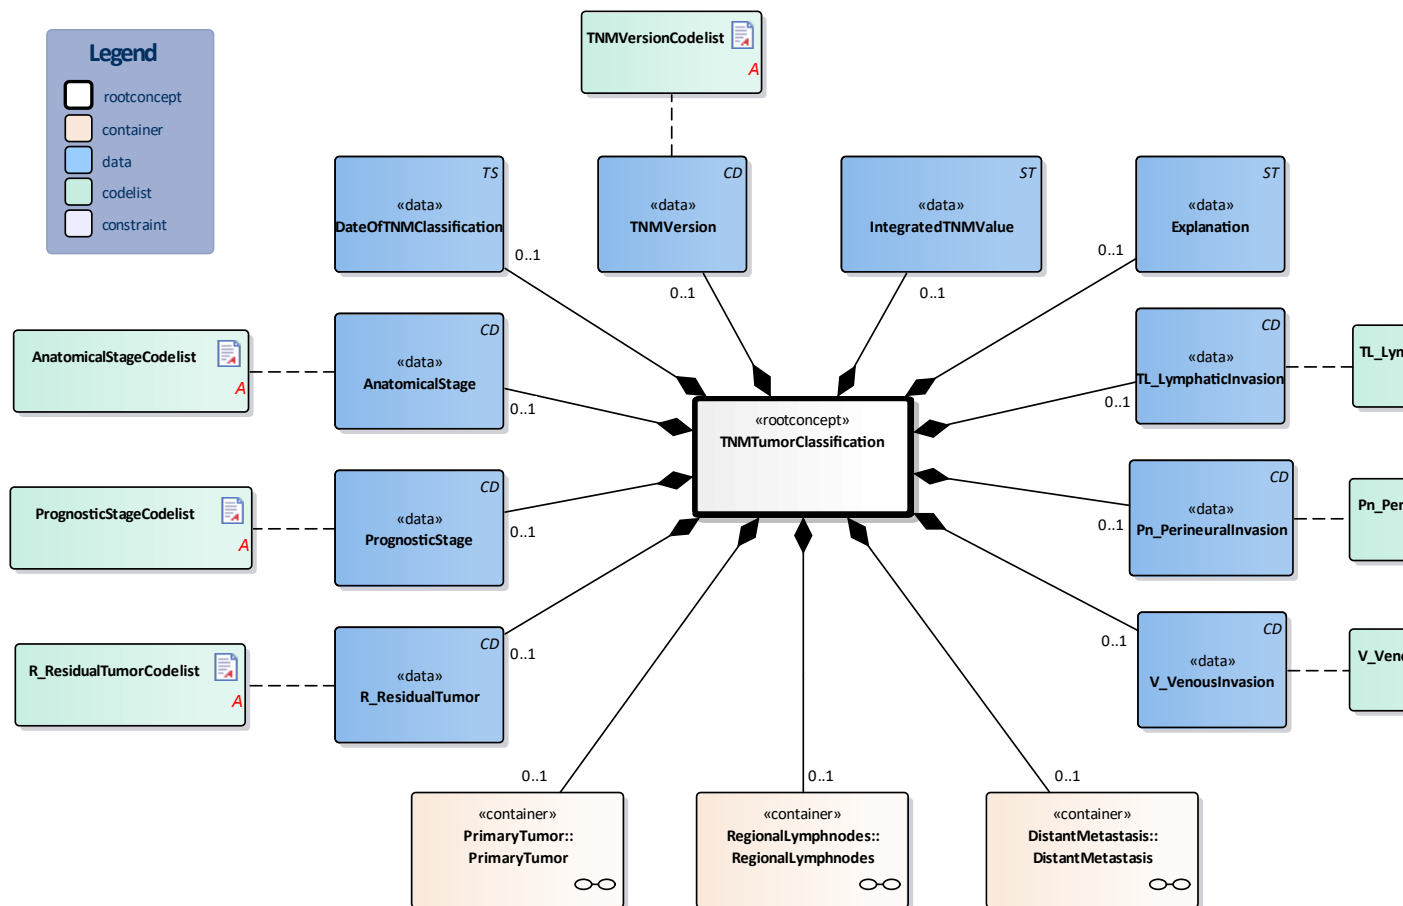 Legend
rootconcept
container
data
codelist
constraint
TNMVersionCodelist
A
TS
«data»
DateOfTNMClassification
0..1
CD
«data»
TNMVersion
0..1
ST
«data»
IntegratedTNMValue
0..1
ST
«data»
Explanation
0..1
AnatomicalStageCodelist
A
CD
«data»
AnatomicalStage
0..1
CD
«data»
TL_LymphaticInvasion
0..1
TL_Lym
«rootconcept»
TNMTumorClassification
PrognosticStageCodelist
A
CD
«data»
PrognosticStage
0..1
CD
«data»
Pn_PerineuralInvasion
0..1
Pn_Per
R_ResidualTumorCodelist
A
CD
«data»
R_ResidualTumor
0..1
CD
«data»
V_VenousInvasion
0..1
V_Ven
0..1
«container»
PrimaryTumor::
PrimaryTumor
0..1
«container»
RegionalLymphnodes::
RegionalLymphnodes
0..1
«container»
DistantMetastasis::
DistantMetastasis